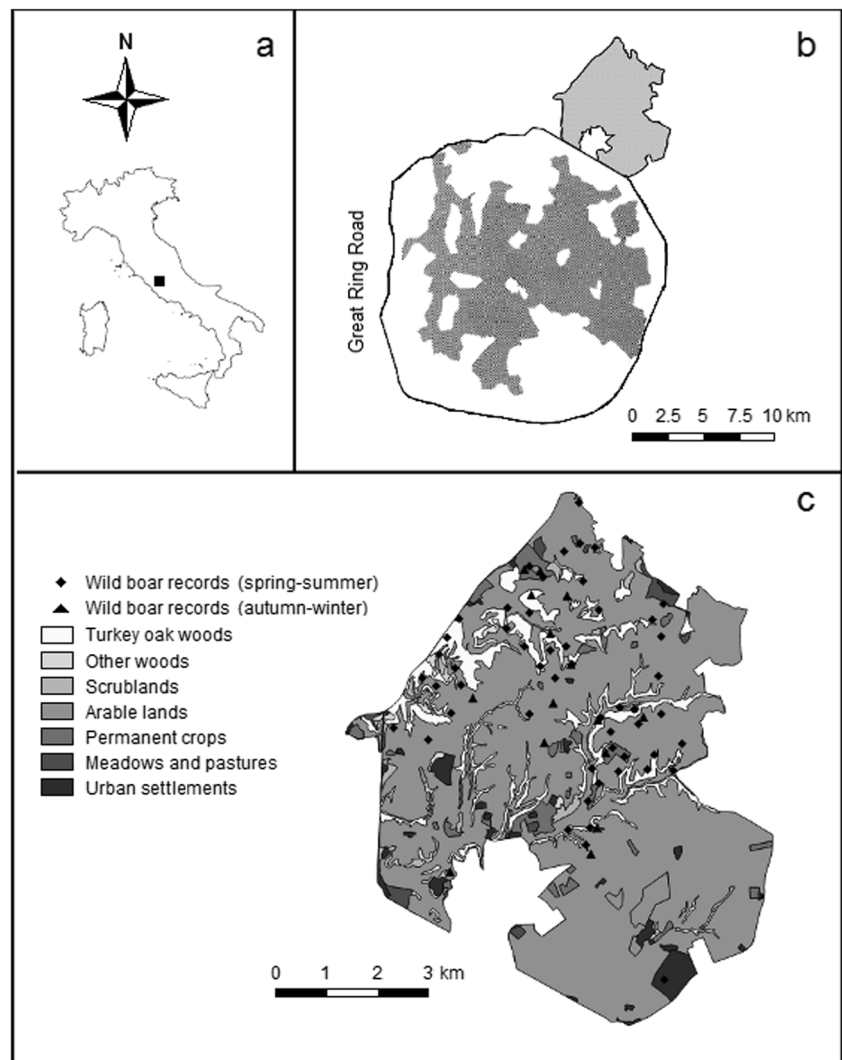 a
N
b
Great Ring Road
0 2.5 5 7.5 10 km
c
Wild boar records (spring-summer)
Wild boar records (autumn-winter)
Turkey oak woods
Other woods
Scrublands
Arable lands
Permanent crops
Meadows and pastures
Urban settlements
0 1 2 3 km